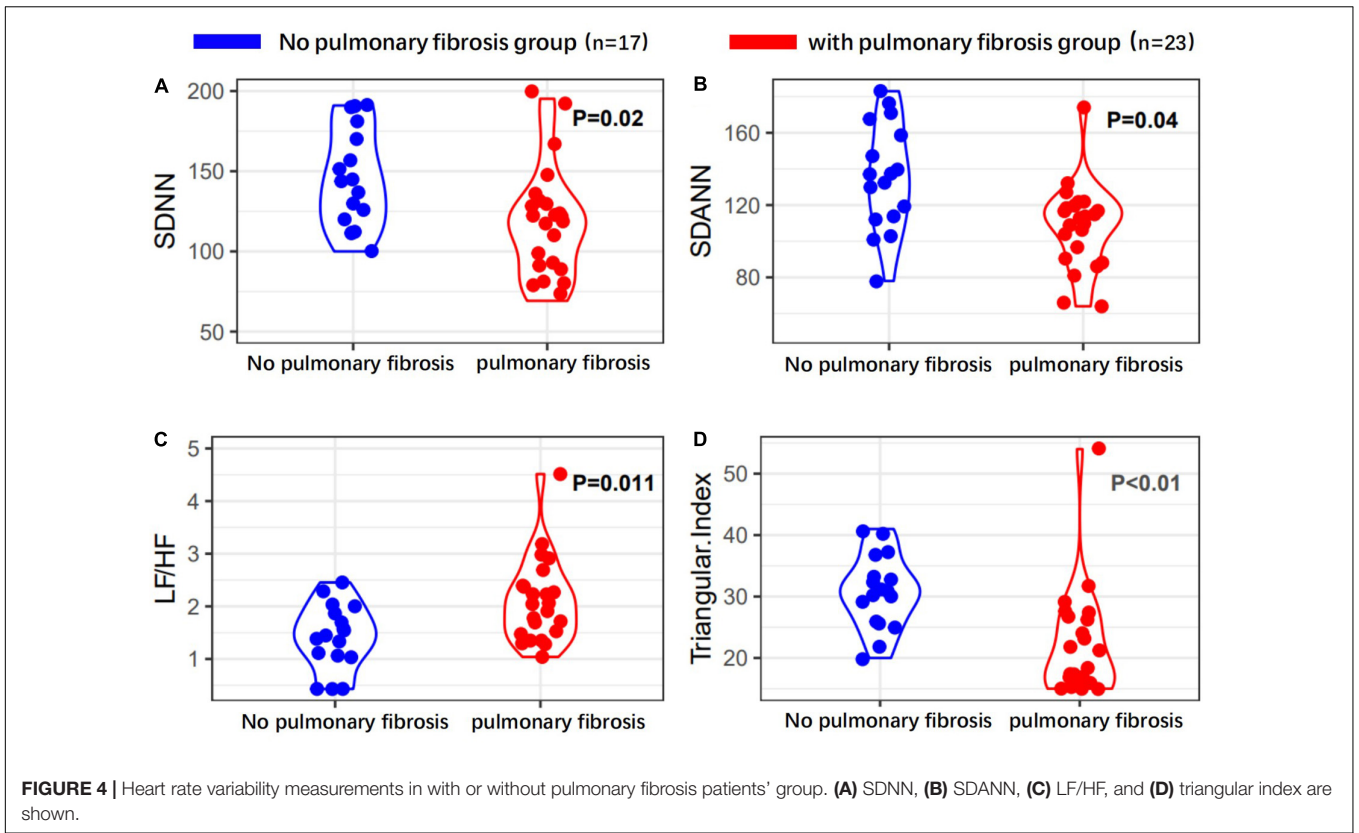 No pulmonary fibrosis group (n=17)
with pulmonary fibrosis group (n=23)
A
200
150
100
50
SDNN
P=0.02
No pulmonary fibrosis
pulmonary fibrosis
B
160
120
80
SDANN
P=0.04
No pulmonary fibrosis
pulmonary fibrosis
C
5
4
3
2
1
LF/HF
P=0.011
No pulmonary fibrosis
pulmonary fibrosis
D
50
40
30
20
Triangular.Index
P<0.01
No pulmonary fibrosis
pulmonary fibrosis
FIGURE 4 | Heart rate variability measurements in with or without pulmonary fibrosis patients' group. (A) SDNN, (B) SDANN, (C) LF/HF, and (D) triangular index are
shown.